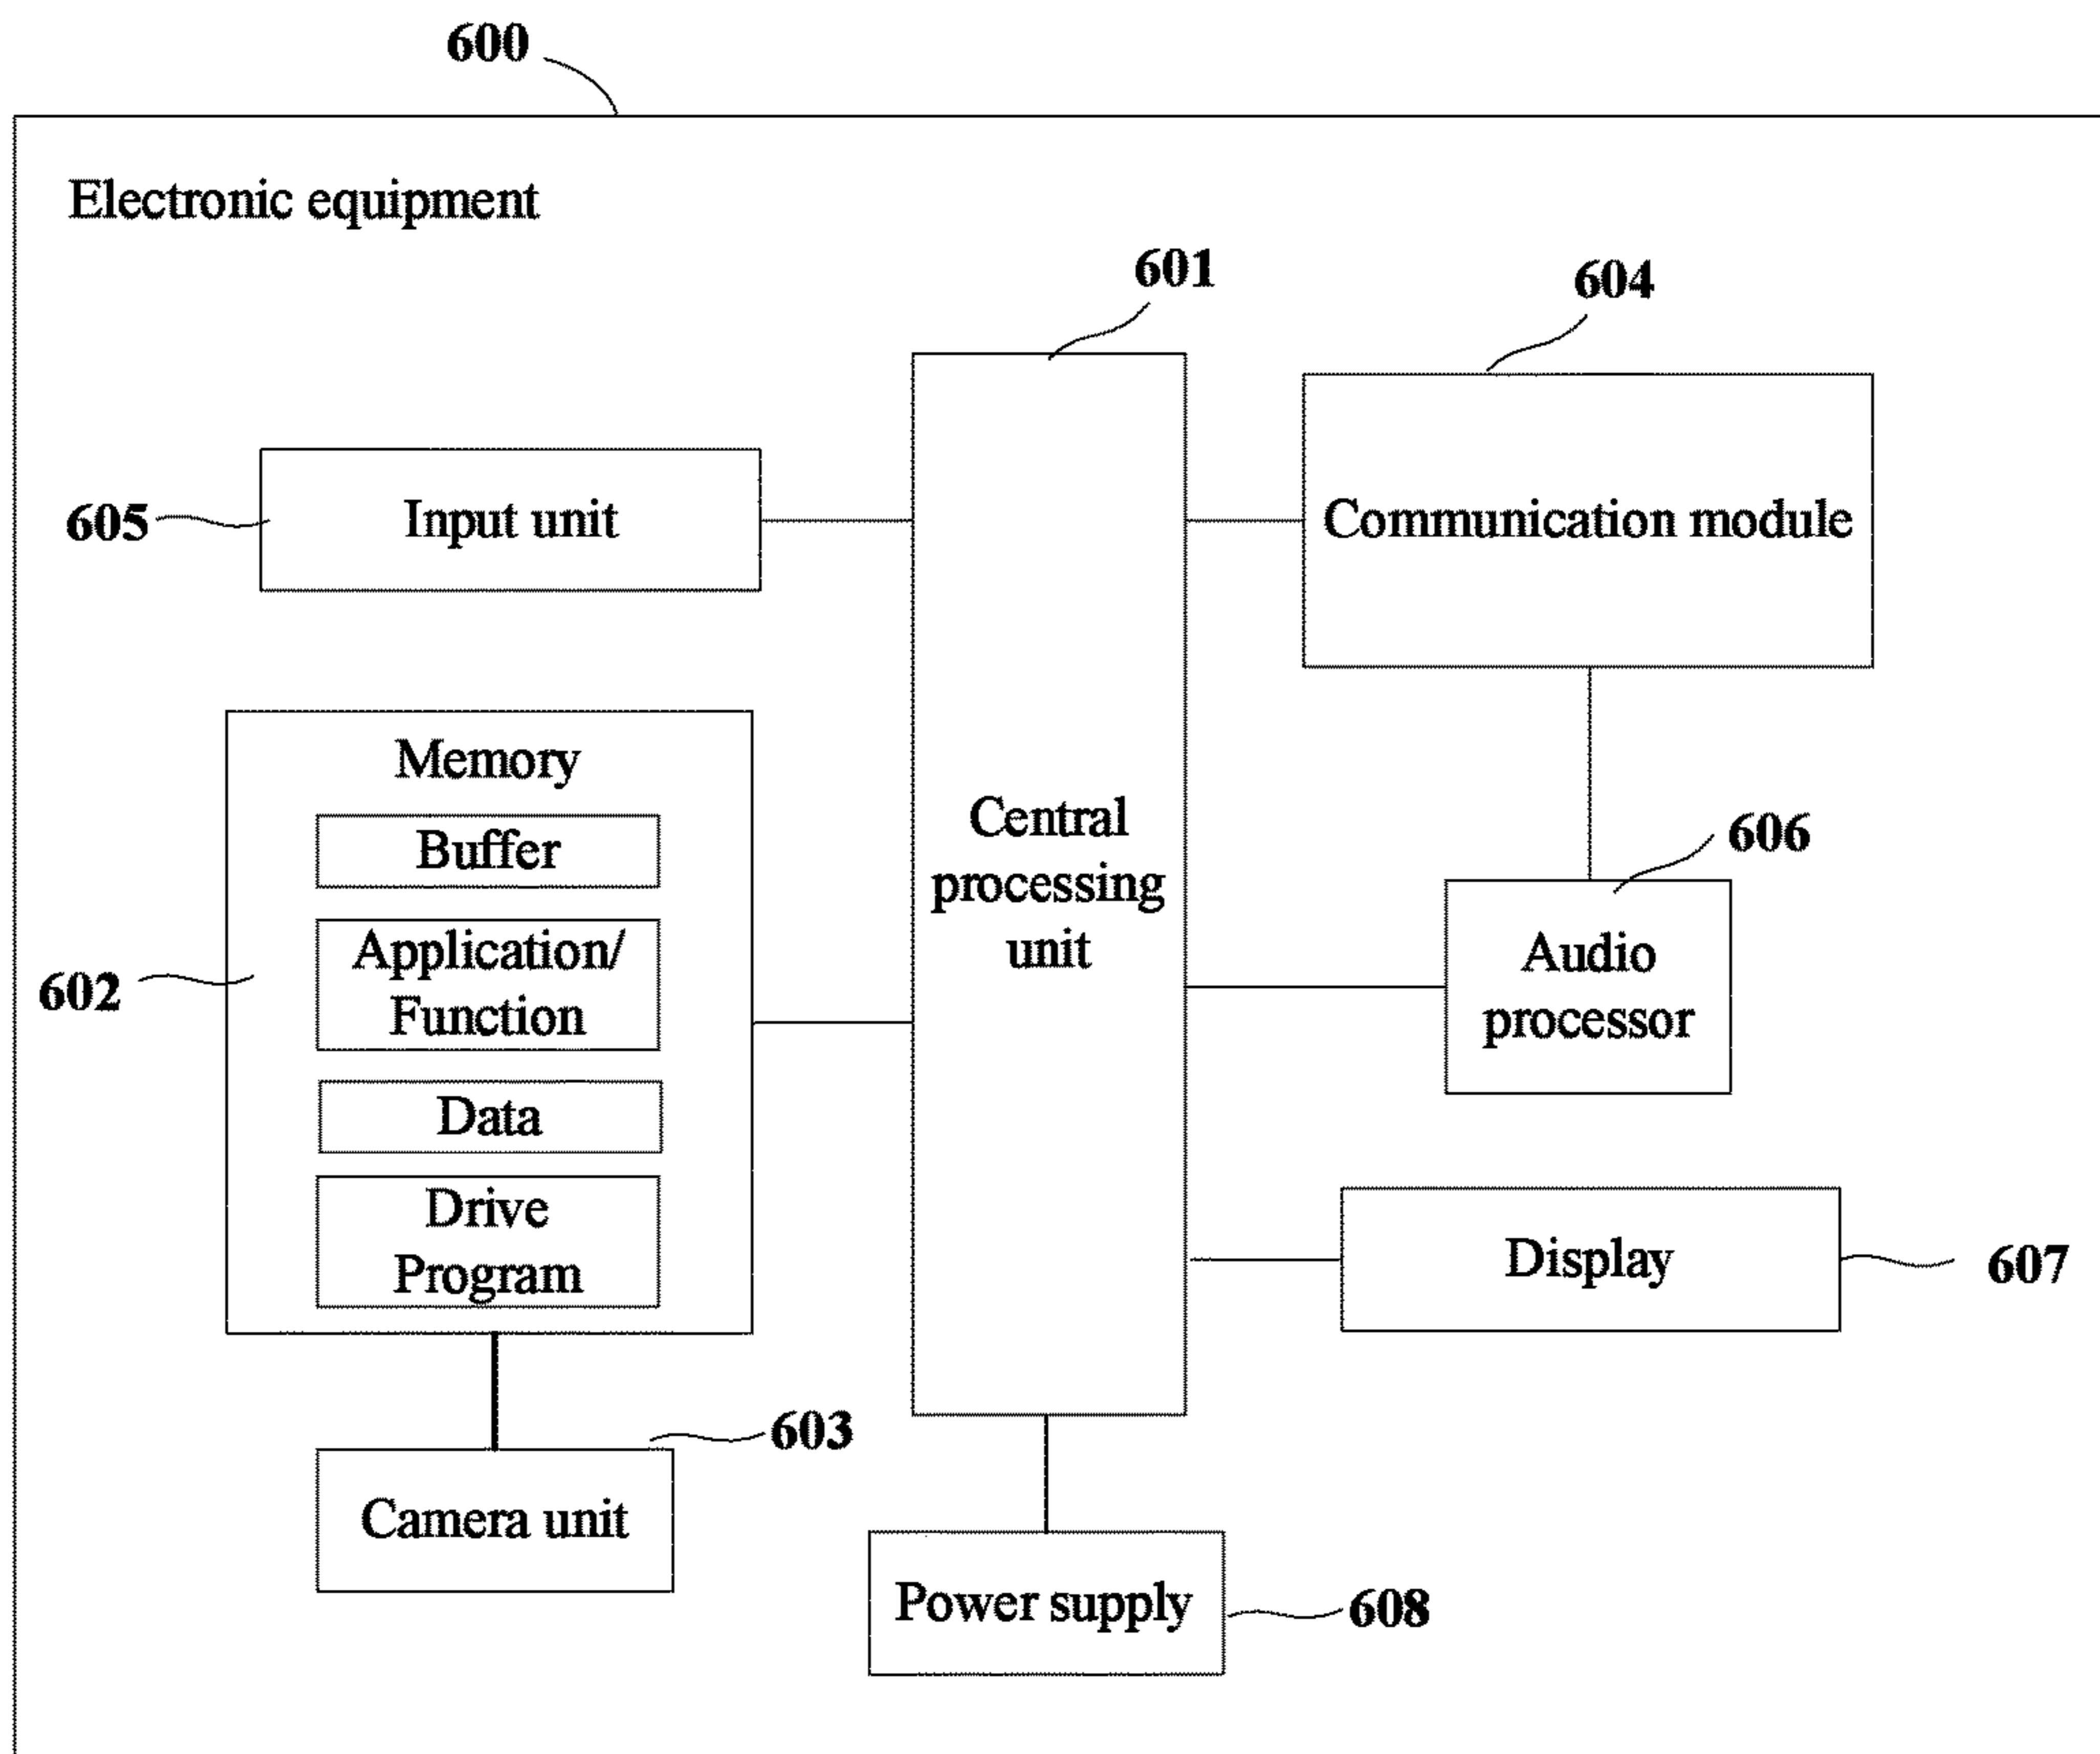 600
Electronic equipment
601
604
605
Input unit
Communication module
Memory
Buffer
Application/
Function
Data
Drive
Program
602
Central
processing
unit
606
Audio
processor
Display
607
603
Camera unit
Power supply
608